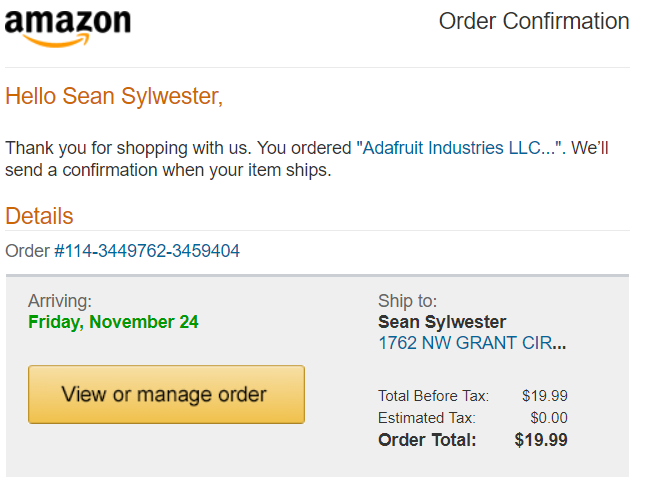 amazon
Order Confirmation
Hello Sean Sylwester,
Thank you for shopping with us. You ordered "Adafruit Industries LLC...". We'll
send a confirmation when your item ships.
Details
Order #114-3449762-3459404
Arriving:
Friday, November 24
View or manage order
Ship to:
Sean Sylwester
1762 NW GRANT CIR...
Total Before Tax: $19.99
Estimated Tax: $0.00
Order Total: $19.99